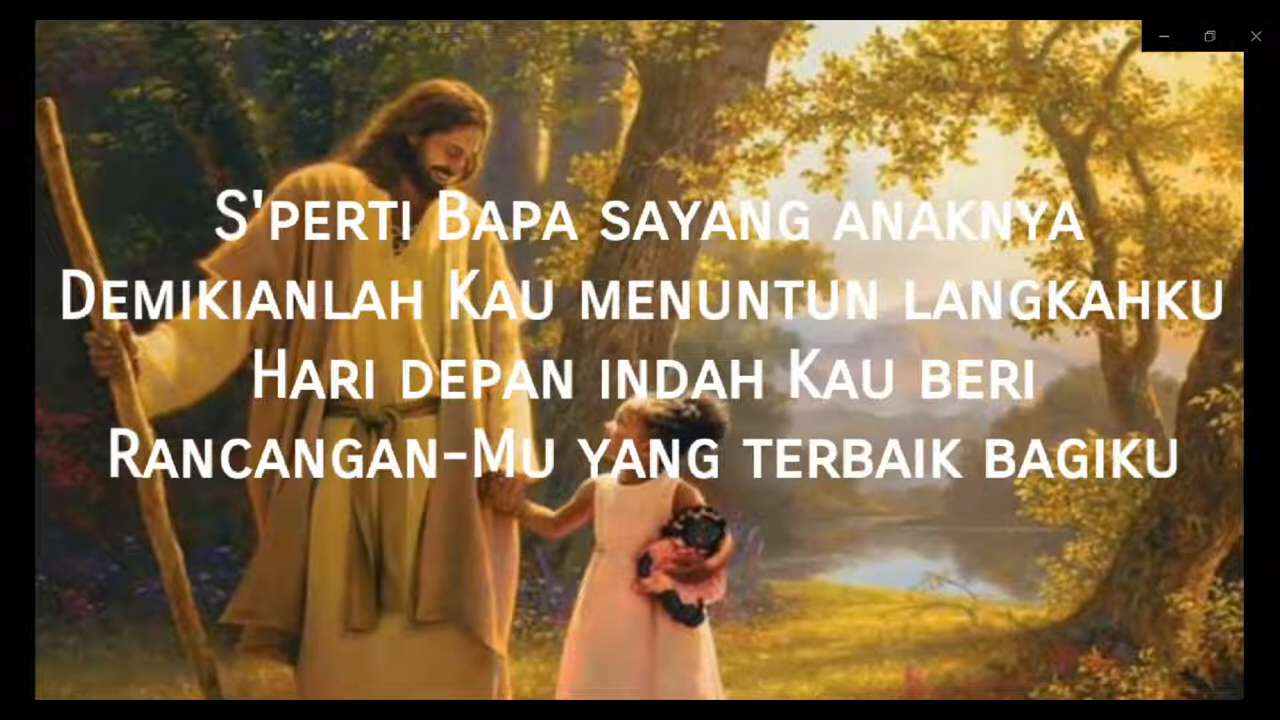 S'perti Bapa sayang anaknya
Demikianlah Kau menuntun langkahku
Hari depan indah Kau beri
Rancangan-Mu yang terbaik bagiku